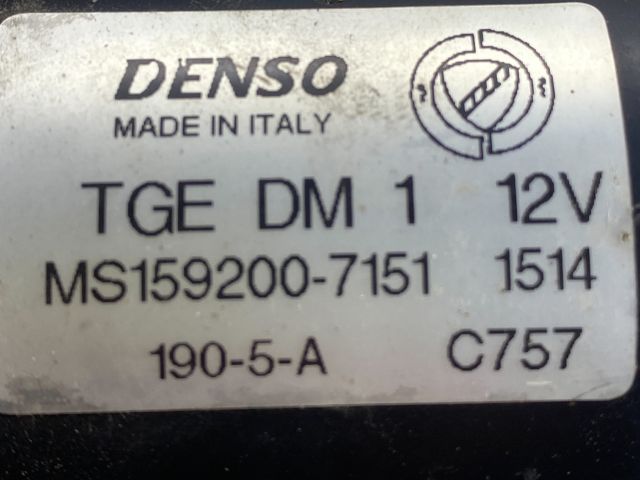 DENSO
MADE IN ITALY
TGE DM 1 12V
MS159200-7151 1514
190-5-A C757